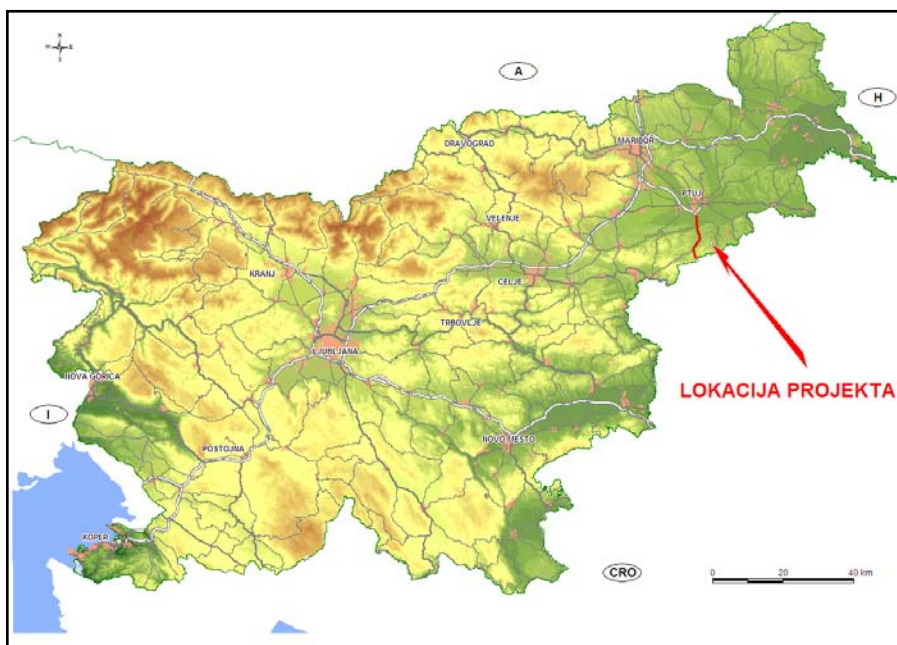 N
W E
S
A
H
DRAVOGRAD
MARIBOR
PTUJ
VELENJE
KRANJ
CELJE
TRBOVLJE
LJUBLJANA
LOKACIJA PROJEKTA
NOVA GORICA
I
NOVO MESTO
POSTOJNA
KOPER
CRO
0 20 40 km